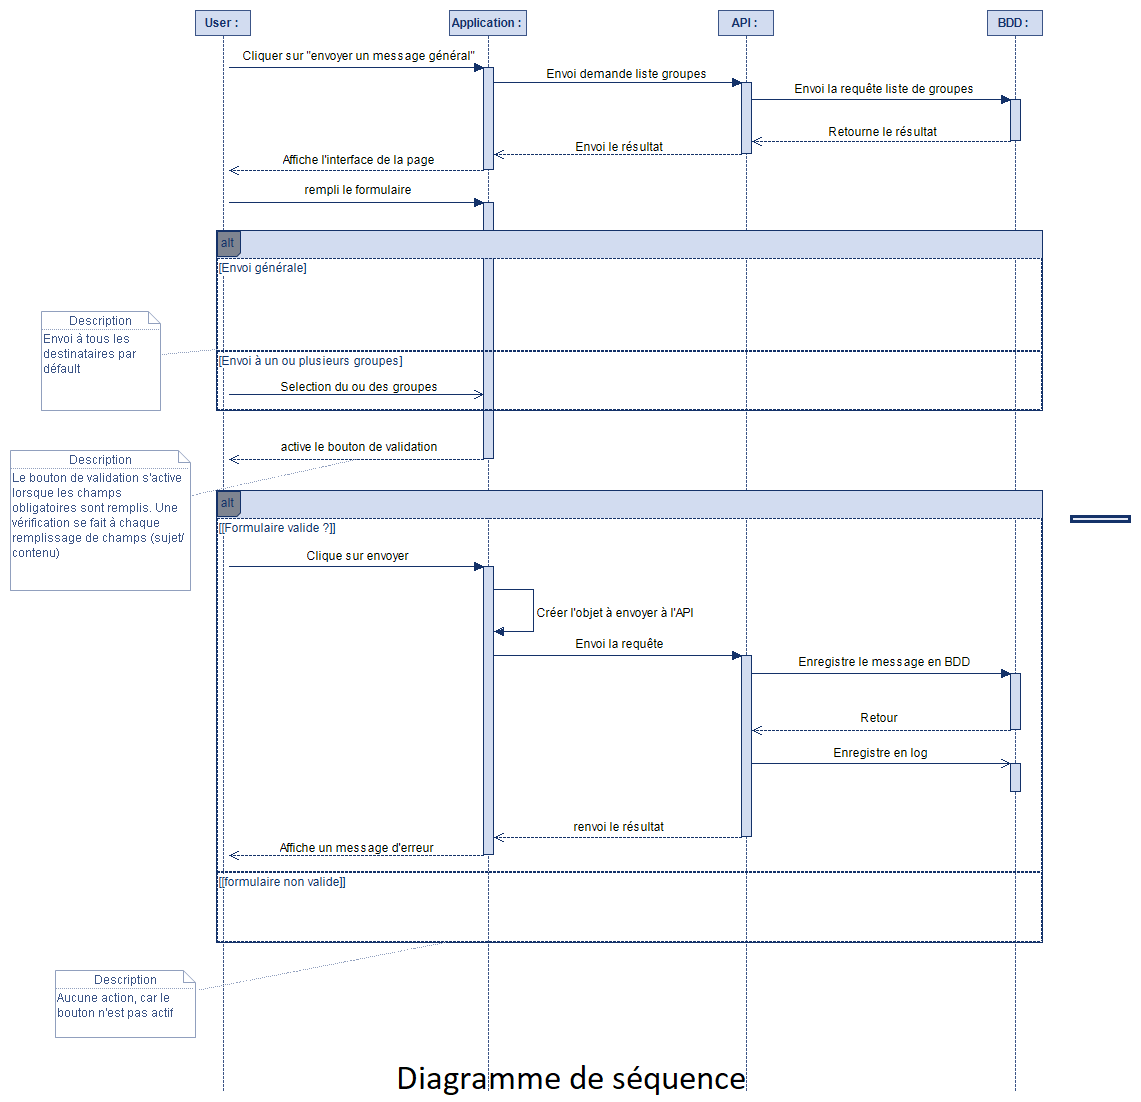 User :
Application :
API :
BDD :
Cliquer sur "envoyer un message général"
Envoi demande liste groupes
Envoi la requête liste de groupes
Retourne le résultat
Envoi le résultat
Affiche l'interface de la page
rempli le formulaire
alt
[Envoi générale]
Description
Envoi à tous les
destinataires par
défault
[Envoi à un ou plusieurs groupes]
Selection du ou des groupes
active le bouton de validation
Description
Le bouton de validation s'active
lorsque les champs
obligatoires sont remplis. Une
vérification se fait à chaque
remplissage de champs (sujet/
contenu)
alt
[[Formulaire valide ?]]
Clique sur envoyer
Créer l'objet à envoyer à l'API
Envoi la requête
Enregistre le message en BDD
Retour
Enregistre en log
renvoi le résultat
Affiche un message d'erreur
[[formulaire non valide]]
Description
Aucune action, car le
bouton n'est pas actif
Diagramme de séquence